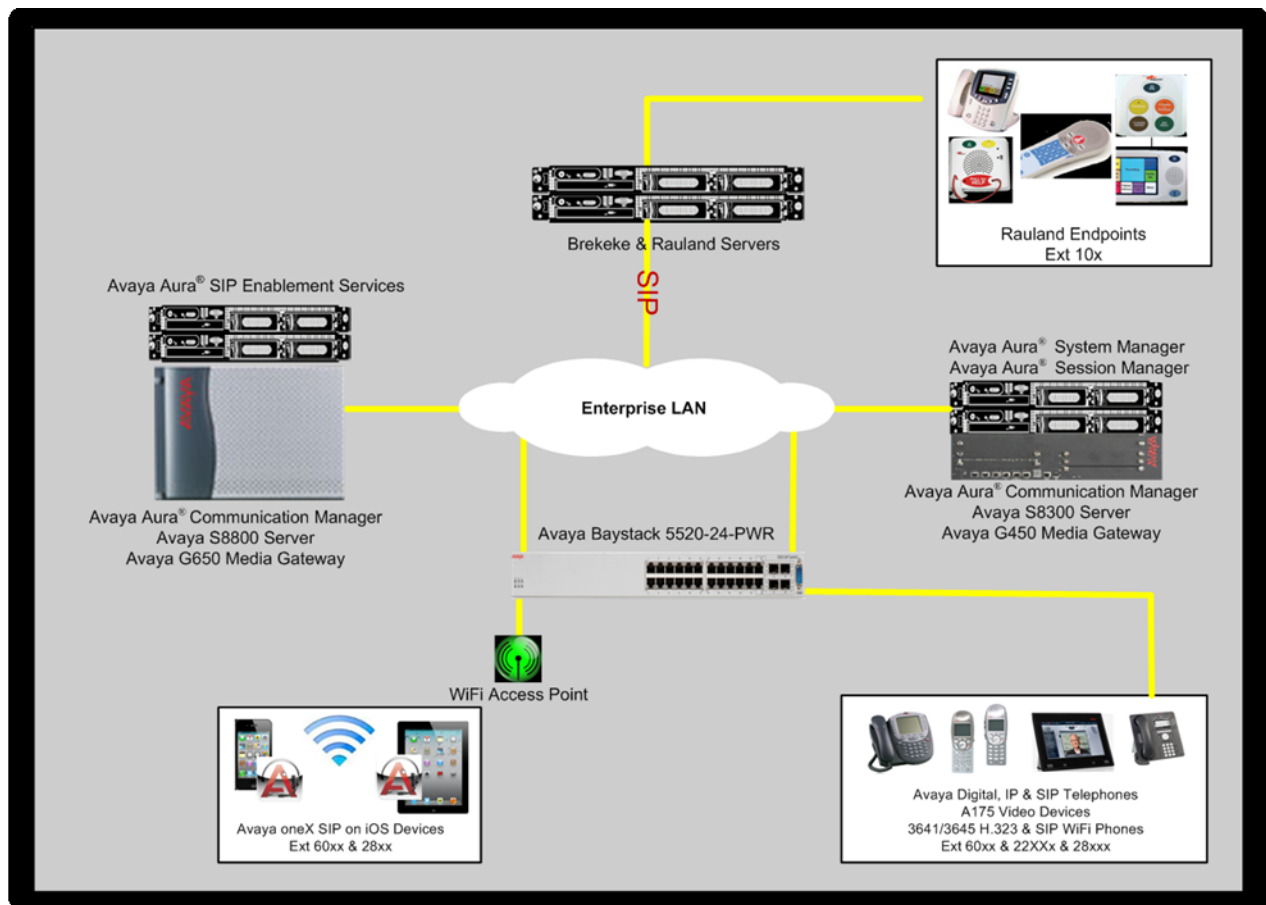 Rauland Endpoints
Ext 10x
Brekeke & Rauland Servers
SIP
Avaya Aura® SIP Enablement Services
AVAYA
Avaya Aura® Communication Manager
Avaya S8800 Server
Avaya G650 Media Gateway
Enterprise LAN
Avaya Aura® System Manager
Avaya Aura® Session Manager
AVAYA
Avaya Aura® Communication Manager
Avaya S8300 Server
Avaya G450 Media Gateway
Avaya Baystack 5520-24-PWR
WiFi Access Point
Avaya oneX SIP on iOS Devices
Ext 60xx & 28xx
Avaya Digital, IP & SIP Telephones
A175 Video Devices
3641/3645 H.323 & SIP WiFi Phones
Ext 60xx & 22XXx & 28xxx